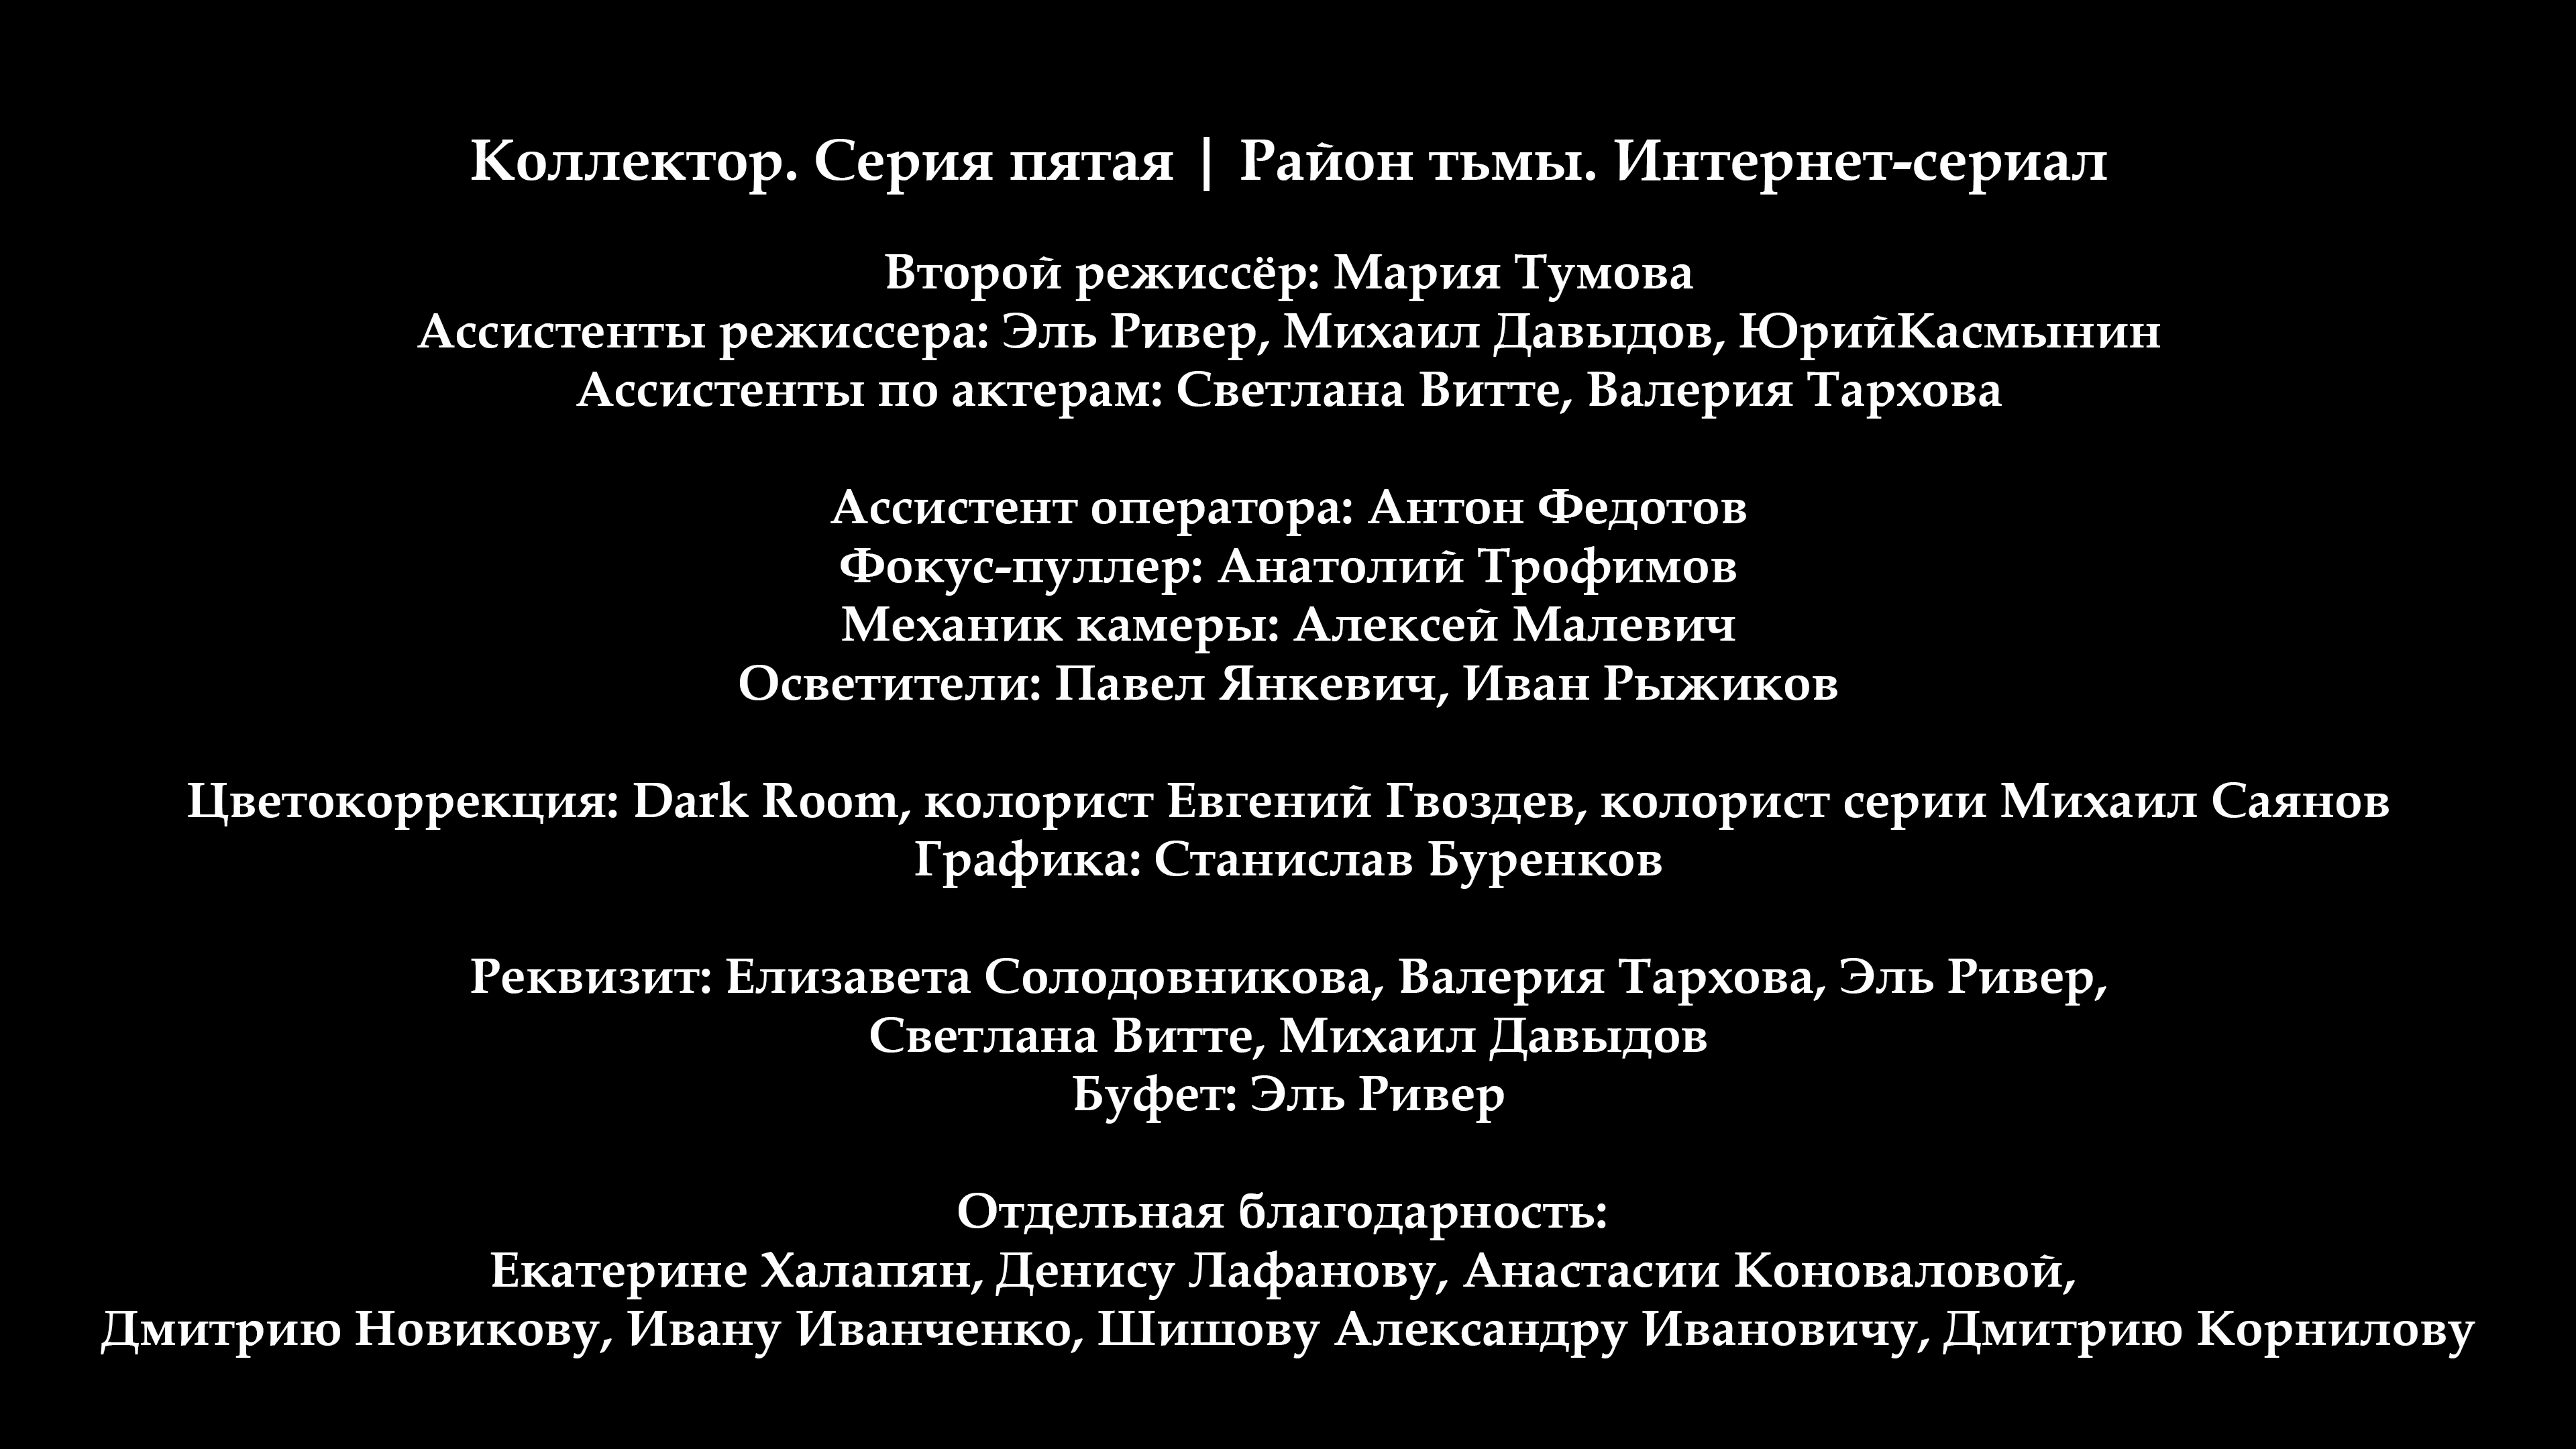 Коллектор. Серия пятая | Район тьмы. Интернет-сериал
Второй режиссёр: Мария Тумова
Ассистенты режиссера: Эль Ривер, Михаил Давыдов, ЮрийКасмынин
Ассистенты по актерам: Светлана Витте, Валерия Тархова
Ассистент оператора: Антон Федотов
Фокус-пуллер: Анатолий Трофимов
Механик камеры: Алексей Малевич
Осветители: Павел Янкевич, Иван Рыжиков
Цветокоррекция: Dark Room, колорист Евгений Гвоздев, колорист серии Михаил Саянов
Графика: Станислав Буренков
Реквизит: Елизавета Солодовникова, Валерия Тархова, Эль Ривер,
Светлана Витте, Михаил Давыдов
Буфет: Эль Ривер
Отдельная благодарность:
Екатерине Халапян, Денису Лафанову, Анастасии Коноваловой,
Дмитрию Новикову, Ивану Иванченко, Шишову Александру Ивановичу, Дмитрию Корнилову